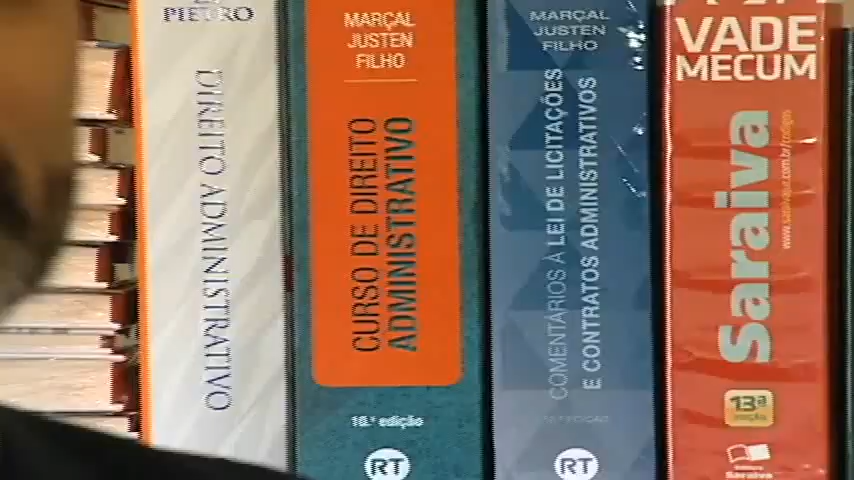 PIETRO
DIREITO ADMINISTRATIVO
MARÇAL
JUSTEN
FILHO
CURSO DE DIREITO
ADMINISTRATIVO
10.ª edição
RT
MARÇAL
JUSTEN
FILHO
COMENTÁRIOS À LEI DE LICITAÇÕES
E CONTRATOS ADMINISTRATIVOS
RT
VADE
MECUM
Saraiva
www.saraivajur.com.br/codigos
13ª
edição
Editora
Saraiva